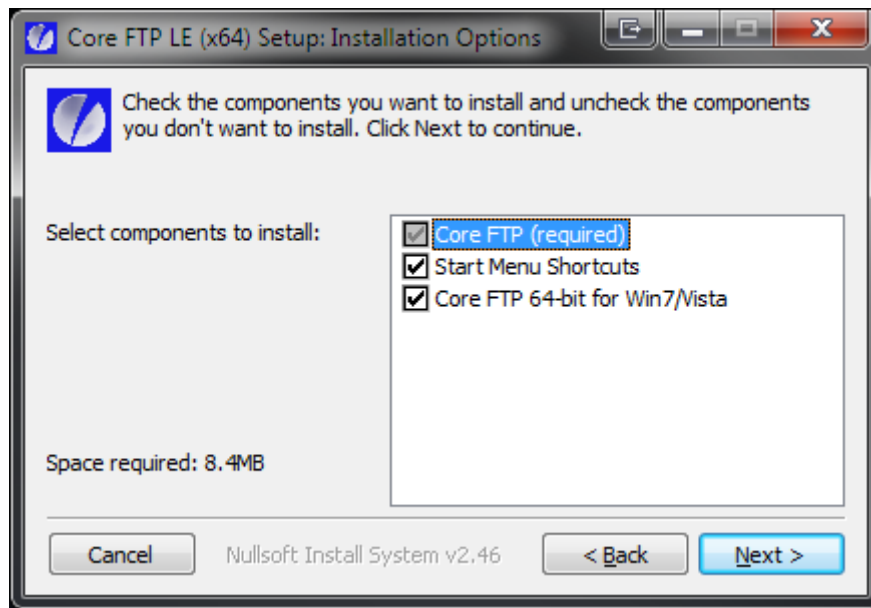 Core FTP LE (x64) Setup: Installation Options
Check the components you want to install and uncheck the components
you don't want to install. Click Next to continue.
Select components to install:
Core FTP (required)
Start Menu Shortcuts
Core FTP 64-bit for Win7/Vista
Space required: 8.4MB
Cancel
Nullsoft Install System v2.46
< Back
Next >